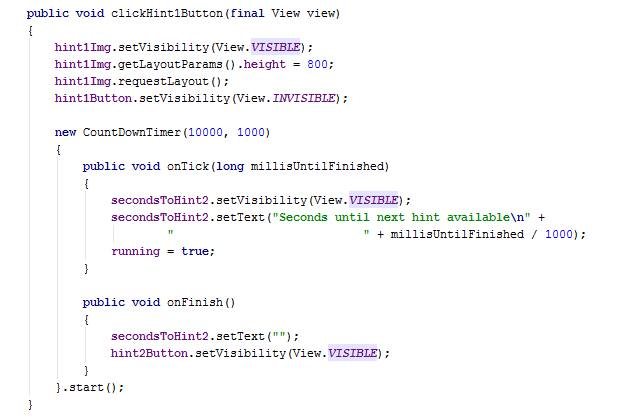 public void clickHint1Button(final View view)
{
    hint1Img.setVisibility(View.VISIBLE);
    hint1Img.getLayoutParams().height = 800;
    hint1Img.requestLayout();
    hint1Button.setVisibility(View.INVISIBLE);

    new CountDownTimer(10000, 1000)
    {
        public void onTick(long millisUntilFinished)
        {
            secondsToHint2.setVisibility(View.VISIBLE);
            secondsToHint2.setText("Seconds until next hint available\n" +
                    "                           " + millisUntilFinished / 1000);
            running = true;
        }

        public void onFinish()
        {
            secondsToHint2.setText("");
            hint2Button.setVisibility(View.VISIBLE);
        }
    }.start();
}